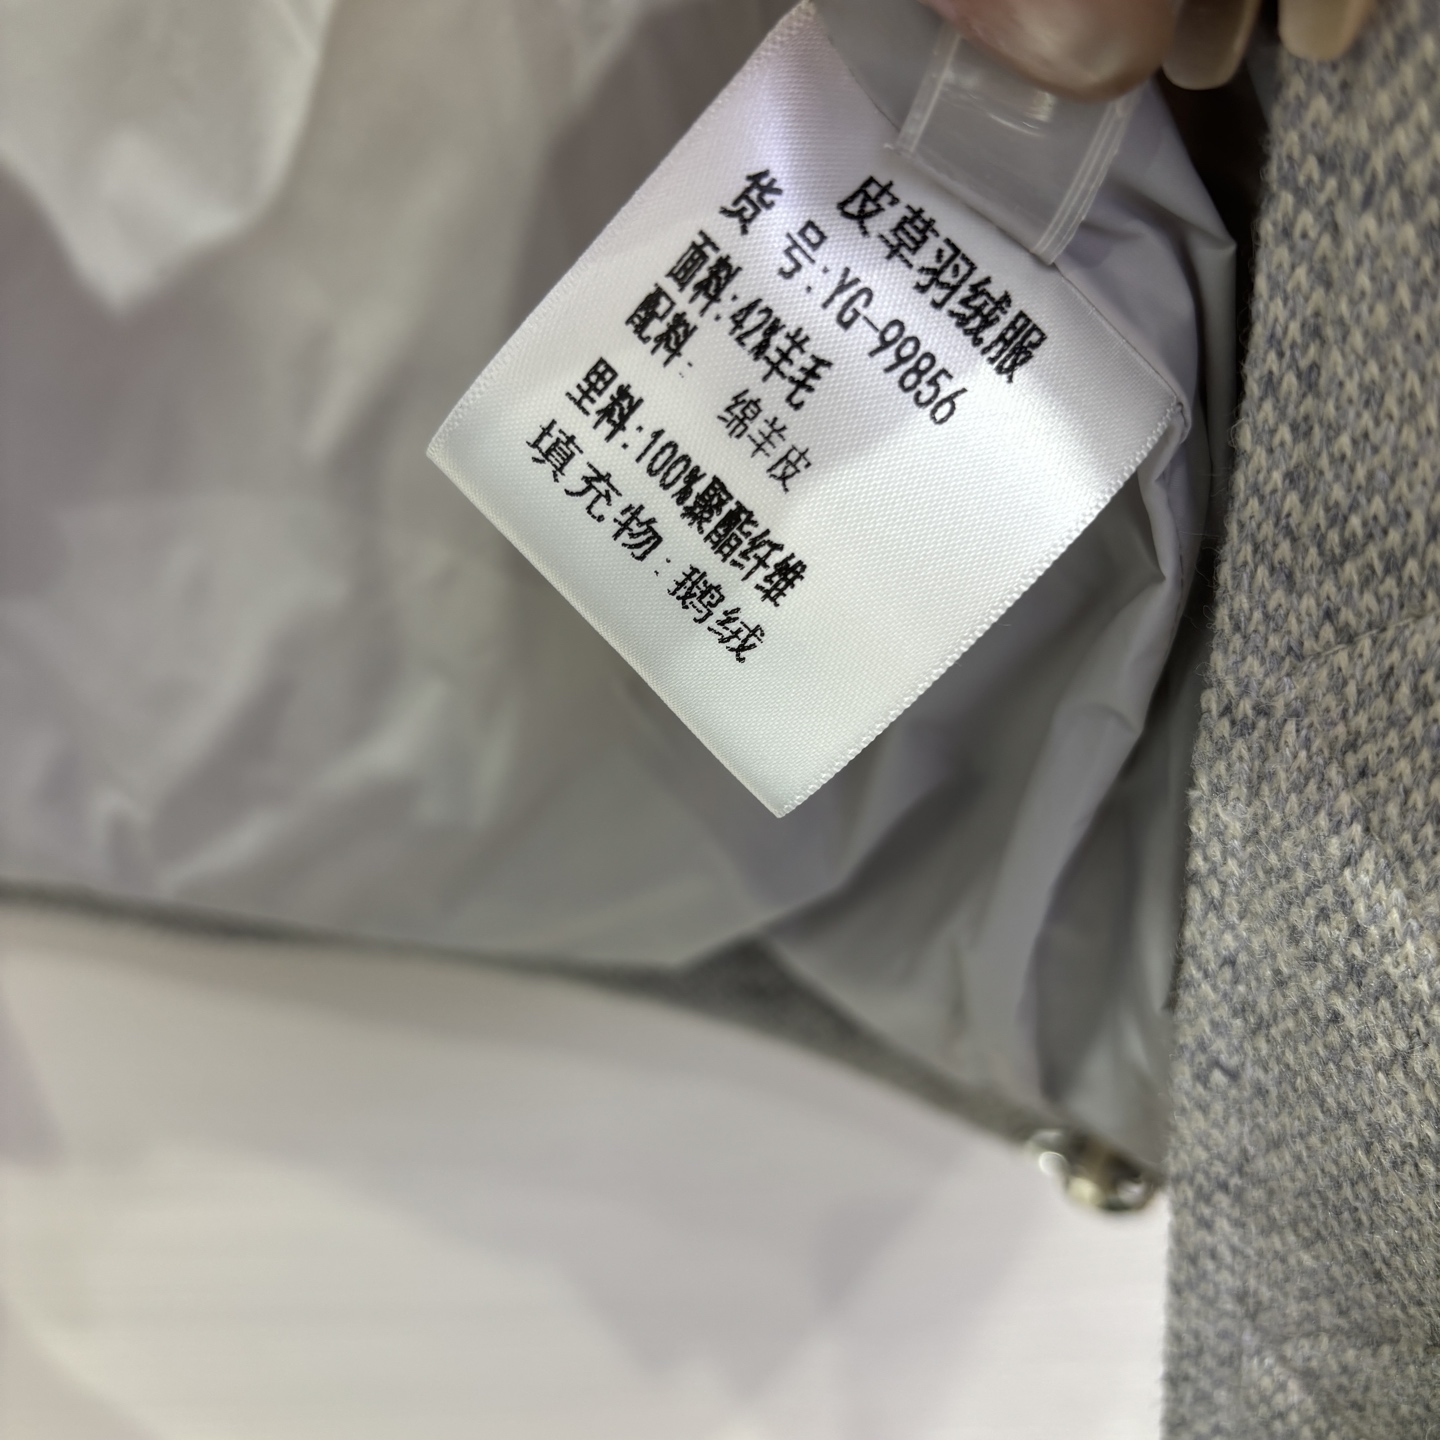 皮草羽绒服
货 号:YG-99856
面料:42%羊毛
配料: 绵羊皮
里料:100%聚酯纤维
填充物:鹅绒